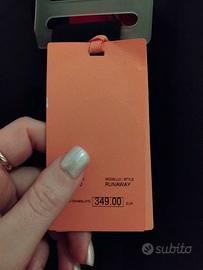 MODELLO - STYLE
RUNAWAY
349.00 EUR
subito